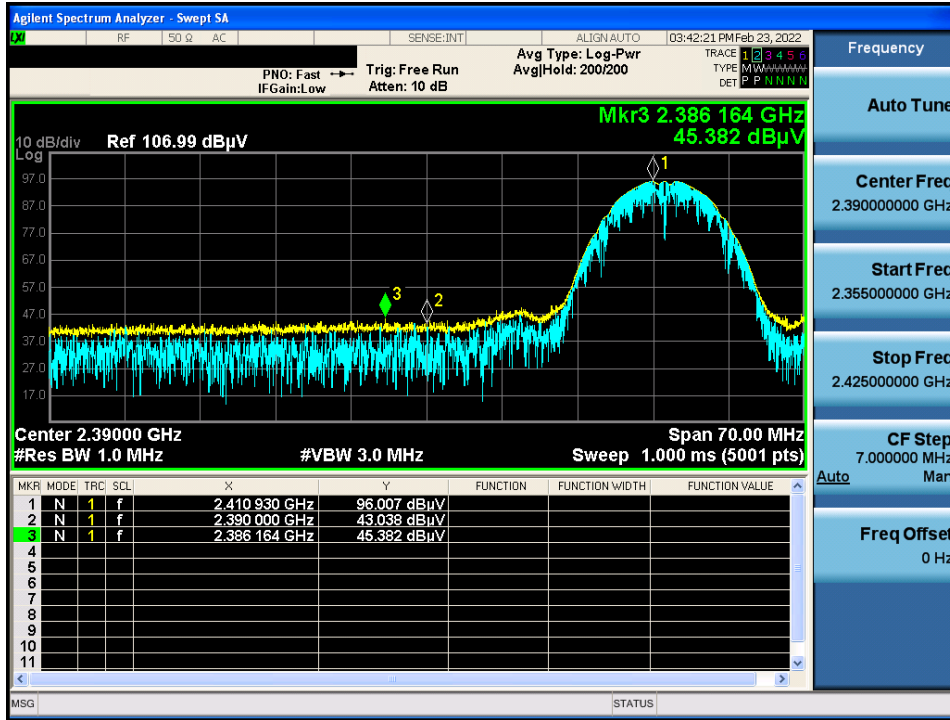 Agilent Spectrum Analyzer - Swept SA
LXI RF 50 Ω AC SENSE:INT ALIGN AUTO 03:42:21 PM Feb 23, 2022
PNO: Fast Trig: Free Run Avg Type: Log-Pwr TRACE 1 2 3 4 5 6
IFGain:Low Atten: 10 dB Avg|Hold: 200/200 TYPE M W W W W W
DET P P N N N N
Mkr3 2.386 164 GHz
45.382 dBµV
10 dB/div Ref 106.99 dBµV
Log
97.0
87.0
77.0
67.0
57.0
47.0
37.0
27.0
17.0
1
2
3
Center 2.39000 GHz Span 70.00 MHz
#Res BW 1.0 MHz #VBW 3.0 MHz Sweep 1.000 ms (5001 pts)
MKR MODE TRC SCL X Y FUNCTION FUNCTION WIDTH FUNCTION VALUE
1 N 1 f 2.410 930 GHz 96.007 dBµV
2 N 1 f 2.390 000 GHz 43.038 dBµV
3 N 1 f 2.386 164 GHz 45.382 dBµV
4
5
6
7
8
9
10
11
MSG STATUS
Frequency
Auto Tune
Center Freq
2.390000000 GHz
Start Freq
2.355000000 GHz
Stop Freq
2.425000000 GHz
CF Step
7.000000 MHz
Auto Man
Freq Offset
0 Hz